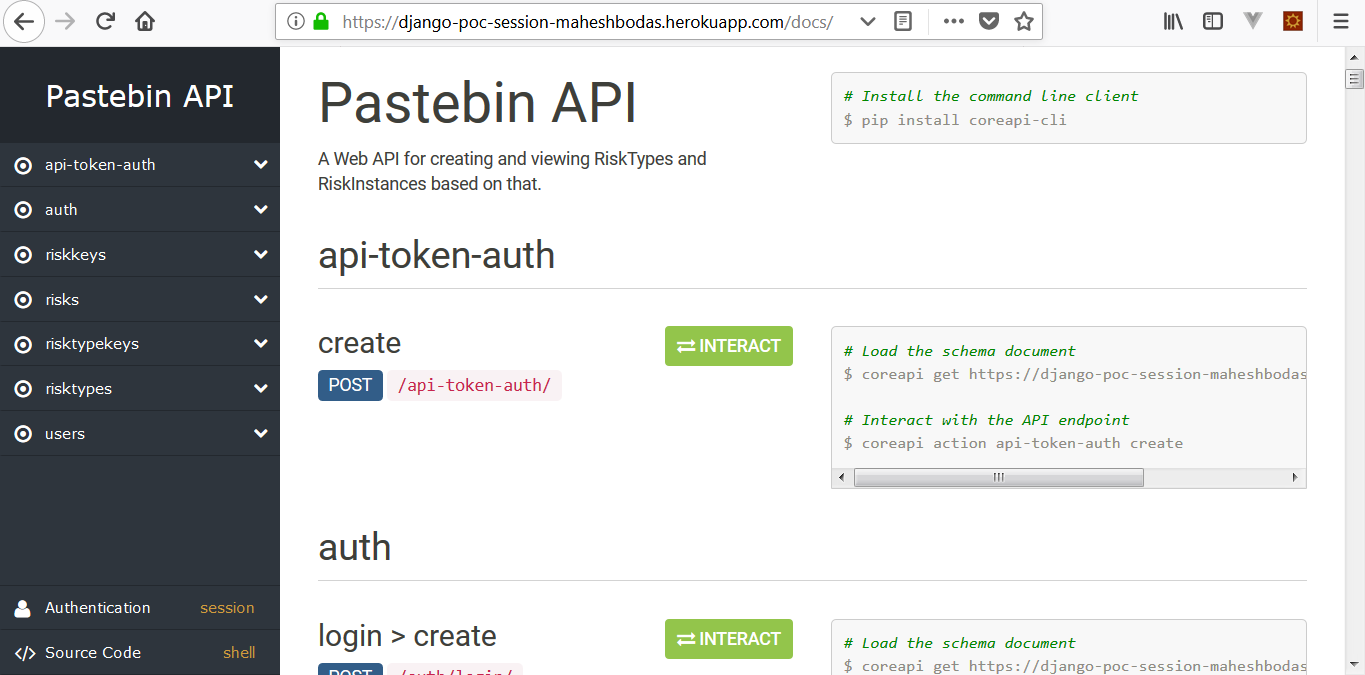 https://django-poc-session-maheshbodas.herokuapp.com/docs/
Pastebin API
api-token-auth
auth
riskkeys
risks
risktypekeys
risktypes
users
Authentication session
Source Code shell
Pastebin API
A Web API for creating and viewing RiskTypes and
RiskInstances based on that.
# Install the command line client
$ pip install coreapi-cli
api-token-auth
create
INTERACT
POST /api-token-auth/
# Load the schema document
$ coreapi get https://django-poc-session-maheshbodas
# Interact with the API endpoint
$ coreapi action api-token-auth create
auth
login > create
INTERACT
POST /auth/login/
# Load the schema document
$ coreapi get https://django-poc-session-maheshbodas